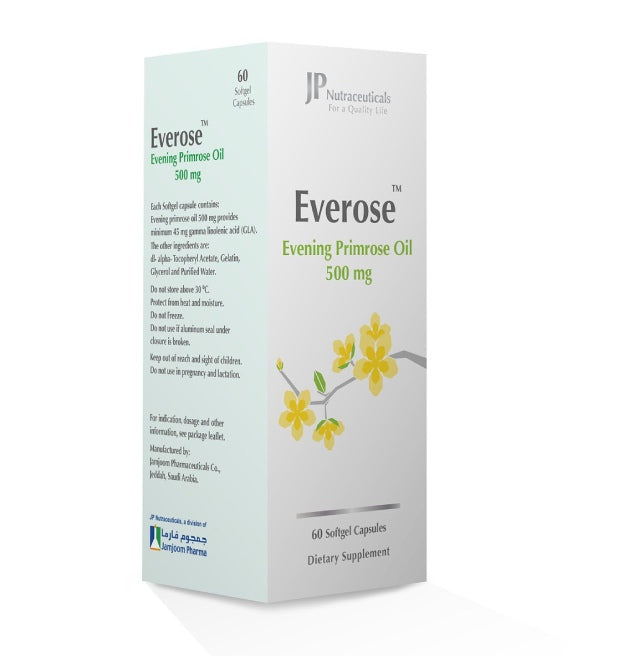 60
Softgel
Capsules
Everose™
Evening Primrose Oil
500 mg
Each Softgel capsule contains:
Evening primrose oil 500 mg provides
minimum 45 mg gamma linolenic acid (GLA).
The other ingredients are:
dl- alpha- Tocopheryl Acetate, Gelatin,
Glycerol and Purified Water.
Do not store above 30 °C.
Protect from heat and moisture.
Do not Freeze.
Do not use if aluminum seal under
closure is broken.
Keep out of reach and sight of children.
Do not use in pregnancy and lactation.
For indication, dosage and other
information, see package leaflet.
Manufactured by:
Jamjoom Pharmaceuticals Co.,
Jeddah, Saudi Arabia.
JP Nutraceuticals, a division of
جمجوم فارما
Jamjoom Pharma
JP Nutraceuticals
For a Quality Life
Everose™
Evening Primrose Oil
500 mg
60 Softgel Capsules
Dietary Supplement